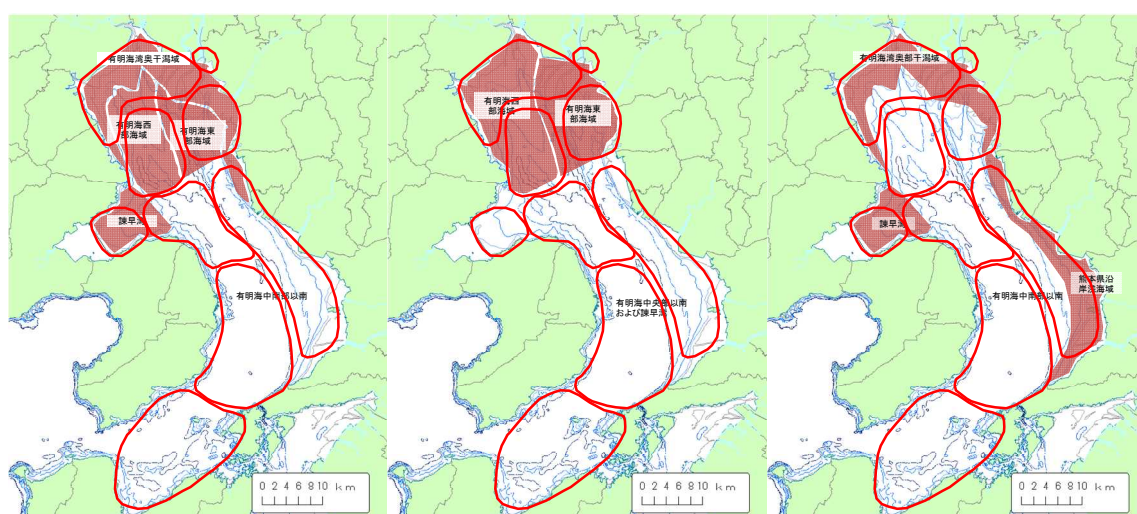 有明海湾奥干潟域
有明海西
部海域
有明海東
部海域
諫早湾
有明海中南部以南
0 2 4 6 8 10 km
有明海西
部海域
有明海東
部海域
有明海中央部以南
および諫早湾
0 2 4 6 8 10 km
有明海湾奥部干潟域
諫早湾
有明海中南部以南
熊本県沿
岸浅海域
0 2 4 6 8 10 km